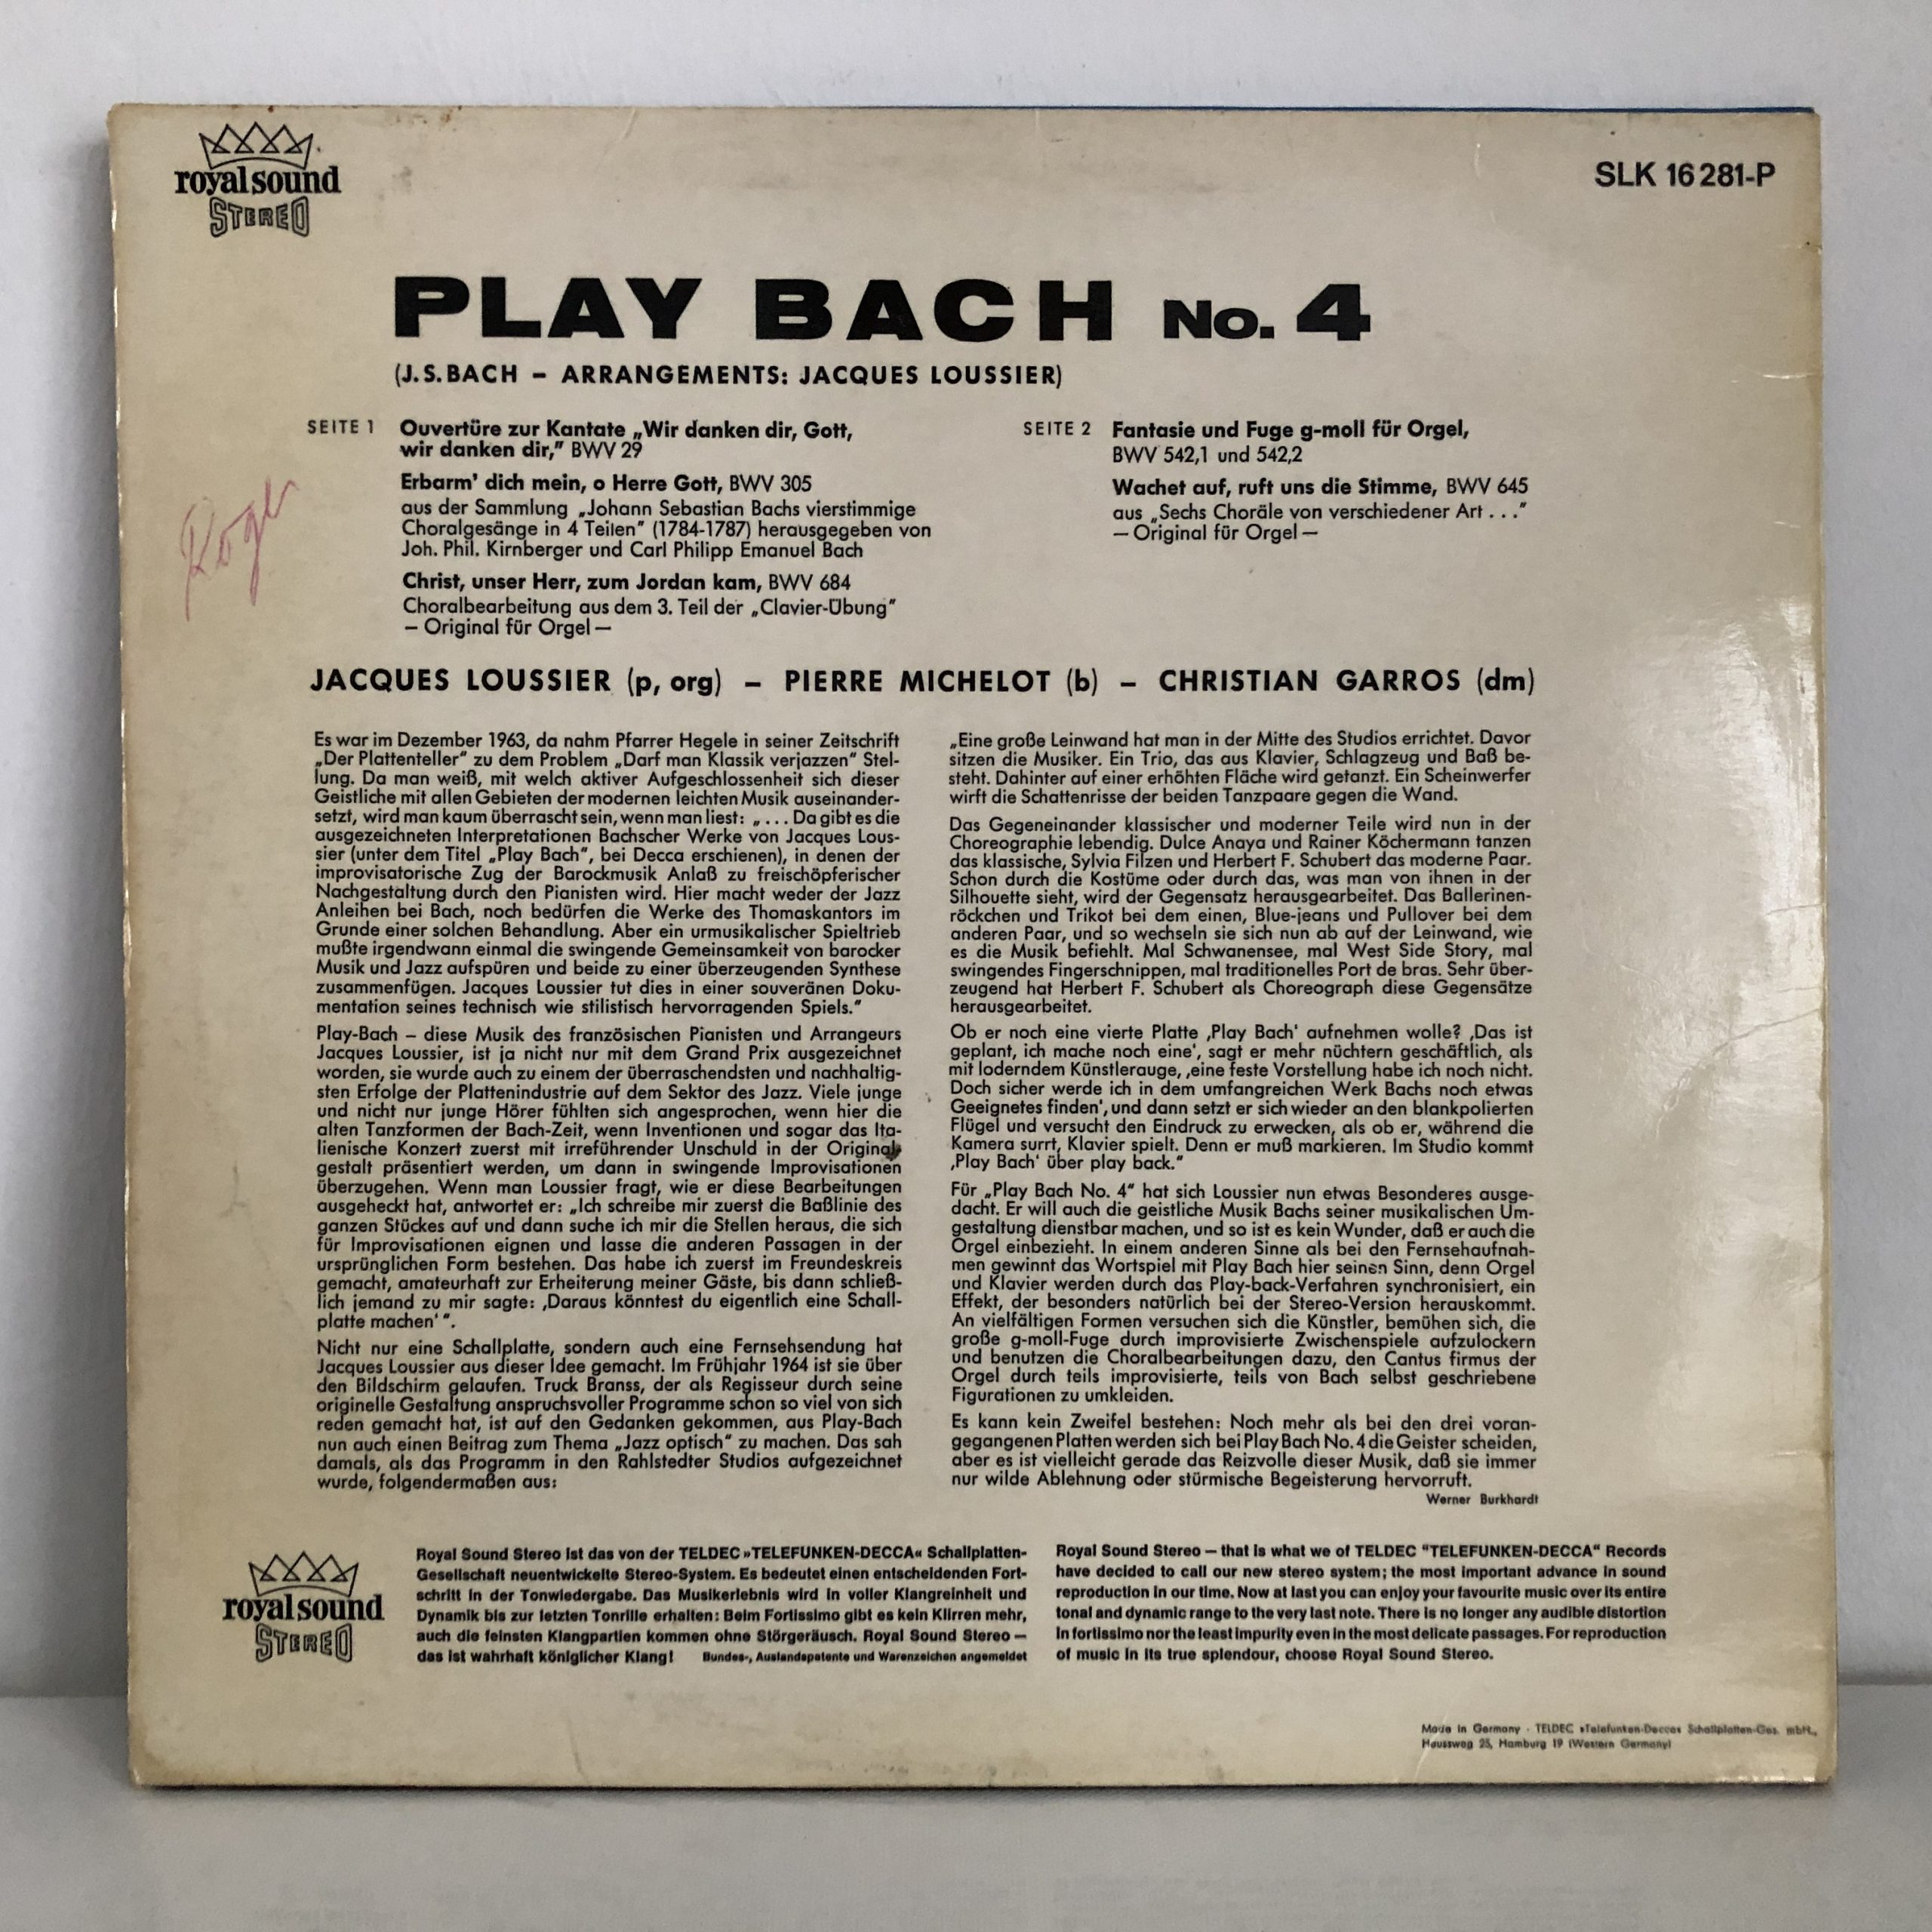 royal sound
STEREO
SLK 16 281-P
PLAY BACH No. 4
(J. S. BACH – ARRANGEMENTS: JACQUES LOUSSIER)
SEITE 1
Ouvertüre zur Kantate „Wir danken dir, Gott,
wir danken dir,” BWV 29
Erbarm’ dich mein, o Herre Gott, BWV 305
aus der Sammlung „Johann Sebastian Bachs vierstimmige
Choralgesänge in 4 Teilen” (1784-1787) herausgegeben von
Joh. Phil. Kirnberger und Carl Philipp Emanuel Bach
Christ, unser Herr, zum Jordan kam, BWV 684
Choralbearbeitung aus dem 3. Teil der „Clavier-Übung”
– Original für Orgel –
SEITE 2
Fantasie und Fuge g-moll für Orgel,
BWV 542,1 und 542,2
Wachet auf, ruft uns die Stimme, BWV 645
aus „Sechs Choräle von verschiedener Art . . .”
– Original für Orgel –
JACQUES LOUSSIER (p, org) – PIERRE MICHELOT (b) – CHRISTIAN GARROS (dm)
Es war im Dezember 1963, da nahm Pfarrer Hegele in seiner Zeitschrift
„Der Plattenteller“ zu dem Problem „Darf man Klassik verjazzen“ Stel-
lung. Da man weiß, mit welch aktiver Aufgeschlossenheit sich dieser
Geistliche mit allen Gebieten der modernen leichten Musik auseinander-
setzt, wird man kaum überrascht sein, wenn man liest: „ . . . Da gibt es die
ausgezeichneten Interpretationen Bachscher Werke von Jacques Lous-
sier (unter dem Titel „Play Bach“, bei Decca erschienen), in denen der
improvisatorische Zug der Barockmusik Anlaß zu freischöpferischer
Nachgestaltung durch den Pianisten wird. Hier macht weder der Jazz
Anleihen bei Bach, noch bedürfen die Werke des Thomaskantors im
Grunde einer solchen Behandlung. Aber ein urmusikalischer Spieltrieb
mußte irgendwann einmal die swingende Gemeinsamkeit von barocker
Musik und Jazz aufspüren und beide zu einer überzeugenden Synthese
zusammenfügen. Jacques Loussier tut dies in einer souveränen Doku-
mentation seines technisch wie stilistisch hervorragenden Spiels.“
Play-Bach – diese Musik des französischen Pianisten und Arrangeurs
Jacques Loussier, ist ja nicht nur mit dem Grand Prix ausgezeichnet
worden, sie wurde auch zu einem der überraschendsten und nachhaltig-
sten Erfolge der Plattenindustrie auf dem Sektor des Jazz. Viele junge
und nicht nur junge Hörer fühlten sich angesprochen, wenn hier die
alten Tanzformen der Bach-Zeit, wenn Inventionen und sogar das Ita-
lienische Konzert zuerst mit irreführender Unschuld in der Original-
gestalt präsentiert werden, um dann in swingende Improvisationen
überzugehen. Wenn man Loussier fragt, wie er diese Bearbeitungen
ausgeheckt hat, antwortet er: „Ich schreibe mir zuerst die Baßlinie des
ganzen Stückes auf und dann suche ich mir die Stellen heraus, die sich
für Improvisationen eignen und lasse die anderen Passagen in der
ursprünglichen Form bestehen. Das habe ich zuerst im Freundeskreis
gemacht, amateurhaft zur Erheiterung meiner Gäste, bis dann schließ-
lich jemand zu mir sagte: ‚Daraus könntest du eigentlich eine Schall-
platte machen‘ “.
Nicht nur eine Schallplatte, sondern auch eine Fernsehsendung hat
Jacques Loussier aus dieser Idee gemacht. Im Frühjahr 1964 ist sie über
den Bildschirm gelaufen. Truck Branss, der als Regisseur durch seine
originelle Gestaltung anspruchsvoller Programme schon so viel von sich
reden gemacht hat, ist auf den Gedanken gekommen, aus Play-Bach
nun auch einen Beitrag zum Thema „Jazz optisch“ zu machen. Das sah
damals, als das Programm in den Rahlstedter Studios aufgezeichnet
wurde, folgendermaßen aus:
„Eine große Leinwand hat man in der Mitte des Studios errichtet. Davor
sitzen die Musiker. Ein Trio, das aus Klavier, Schlagzeug und Baß be-
steht. Dahinter auf einer erhöhten Fläche wird getanzt. Ein Scheinwerfer
wirft die Schattenrisse der beiden Tanzpaare gegen die Wand.
Das Gegeneinander klassischer und moderner Teile wird nun in der
Choreographie lebendig. Dulce Anaya und Rainer Köchermann tanzen
das klassische, Sylvia Filzen und Herbert F. Schubert das moderne Paar.
Schon durch die Kostüme oder durch das, was man von ihnen in der
Silhouette sieht, wird der Gegensatz herausgearbeitet. Das Ballerinen-
röckchen und Trikot bei dem einen, Blue-jeans und Pullover bei dem
anderen Paar, und so wechseln sie sich nun ab auf der Leinwand, wie
es die Musik befiehlt. Mal Schwanensee, mal West Side Story, mal
swingendes Fingerschnippen, mal traditionelles Port de bras. Sehr über-
zeugend hat Herbert F. Schubert als Choreograph diese Gegensätze
herausgearbeitet.
Ob er noch eine vierte Platte ‚Play Bach‘ aufnehmen wolle? ‚Das ist
geplant, ich mache noch eine‘, sagt er mehr nüchtern geschäftlich, als
mit loderndem Künstlerauge, ‚eine feste Vorstellung habe ich noch nicht.
Doch sicher werde ich in dem umfangreichen Werk Bachs noch etwas
Geeignetes finden‘, und dann setzt er sich wieder an den blankpolierten
Flügel und versucht den Eindruck zu erwecken, als ob er, während die
Kamera surrt, Klavier spielt. Denn er muß markieren. Im Studio kommt
‚Play Bach‘ über play back.“
Für „Play Bach No. 4“ hat sich Loussier nun etwas Besonderes ausge-
dacht. Er will auch die geistliche Musik Bachs seiner musikalischen Um-
gestaltung dienstbar machen, und so ist es kein Wunder, daß er auch die
Orgel einbezieht. In einem anderen Sinne als bei den Fernsehaufnah-
men gewinnt das Wortspiel mit Play Bach hier seinen Sinn, denn Orgel
und Klavier werden durch das Play-back-Verfahren synchronisiert, ein
Effekt, der besonders natürlich bei der Stereo-Version herauskommt.
An vielfältigen Formen versuchen sich die Künstler, bemühen sich, die
große g-moll-Fuge durch improvisierte Zwischenspiele aufzulockern
und benutzen die Choralbearbeitungen dazu, den Cantus firmus der
Orgel durch teils improvisierte, teils von Bach selbst geschriebene
Figurationen zu umkleiden.
Es kann kein Zweifel bestehen: Noch mehr als bei den drei voran-
gegangenen Platten werden sich bei Play Bach No. 4 die Geister scheiden,
aber es ist vielleicht gerade das Reizvolle dieser Musik, daß sie immer
nur wilde Ablehnung oder stürmische Begeisterung hervorruft.
Werner Burkhardt
royal sound
STEREO
Royal Sound Stereo ist das von der TELDEC »TELEFUNKEN-DECCA« Schallplatten-
Gesellschaft neuentwickelte Stereo-System. Es bedeutet einen entscheidenden Fort-
schritt in der Tonwiedergabe. Das Musikerlebnis wird in voller Klangreinheit und
Dynamik bis zur letzten Tonrille erhalten: Beim Fortissimo gibt es kein Klirren mehr,
auch die feinsten Klangpartien kommen ohne Störgeräusch. Royal Sound Stereo –
das ist wahrhaft königlicher Klang! Bundes-, Auslandspatente und Warenzeichen angemeldet
Royal Sound Stereo – that is what we of TELDEC “TELEFUNKEN-DECCA“ Records
have decided to call our new stereo system; the most important advance in sound
reproduction in our time. Now at last you can enjoy your favourite music over its entire
tonal and dynamic range to the very last note. There is no longer any audible distortion
in fortissimo nor the least impurity even in the most delicate passages. For reproduction
of music in its true splendour, choose Royal Sound Stereo.
Made in Germany · TELDEC »Telefunken-Decca« Schallplatten-Ges. mbH.,
Haussweg 25, Hamburg 19 (Western Germany)